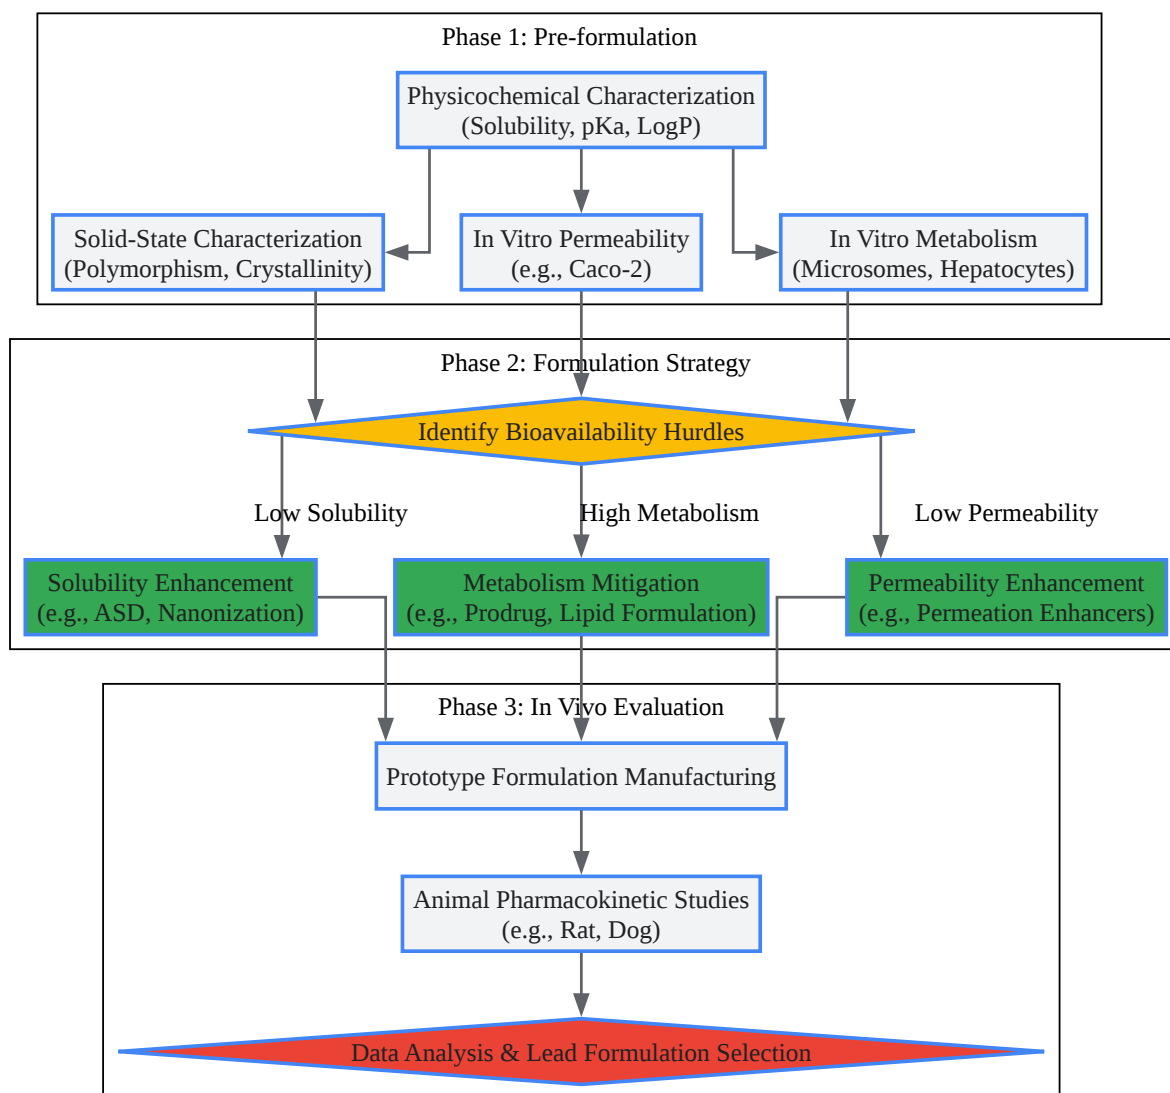 Phase 1: Pre-formulation
Physicochemical Characterization
(Solubility, pKa, LogP)
Solid-State Characterization
(Polymorphism, Crystallinity)
In Vitro Permeability
(e.g., Caco-2)
In Vitro Metabolism
(Microsomes, Hepatocytes)
Phase 2: Formulation Strategy
Identify Bioavailability Hurdles
Low Solubility
High Metabolism
Low Permeability
Solubility Enhancement
(e.g., ASD, Nanonization)
Metabolism Mitigation
(e.g., Prodrug, Lipid Formulation)
Permeability Enhancement
(e.g., Permeation Enhancers)
Phase 3: In Vivo Evaluation
Prototype Formulation Manufacturing
Animal Pharmacokinetic Studies
(e.g., Rat, Dog)
Data Analysis & Lead Formulation Selection